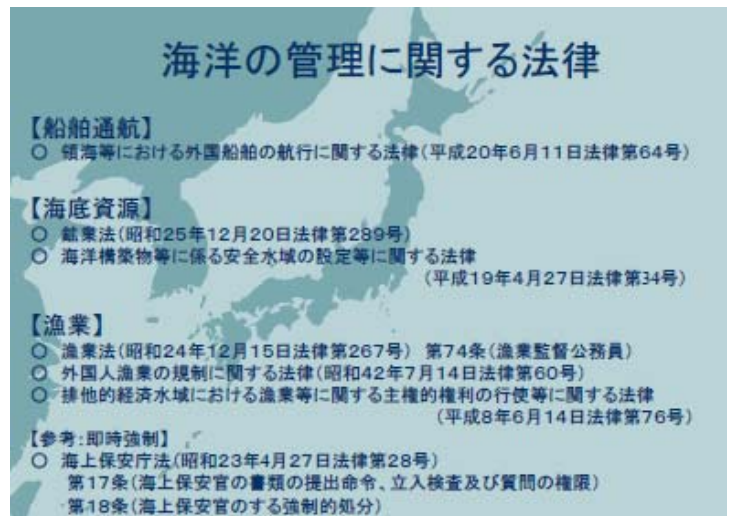 海洋の管理に関する法律
【船舶通航】
○ 領海等における外国船舶の航行に関する法律(平成20年6月11日法律第64号)
【海底資源】
○ 鉱業法(昭和25年12月20日法律第289号)
○ 海洋構築物等に係る安全水域の設定等に関する法律
(平成19年4月27日法律第34号)
【漁業】
○ 漁業法(昭和24年12月15日法律第267号) 第74条(漁業監督公務員)
○ 外国人漁業の規制に関する法律(昭和42年7月14日法律第60号)
○ 排他的経済水域における漁業等に関する主権的権利の行使等に関する法律
(平成8年6月14日法律第76号)
【参考:即時強制】
○ 海上保安庁法(昭和23年4月27日法律第28号)
第17条(海上保安官の書類の提出命令、立入検査及び質問の権限)
第18条(海上保安官のする強制的処分)